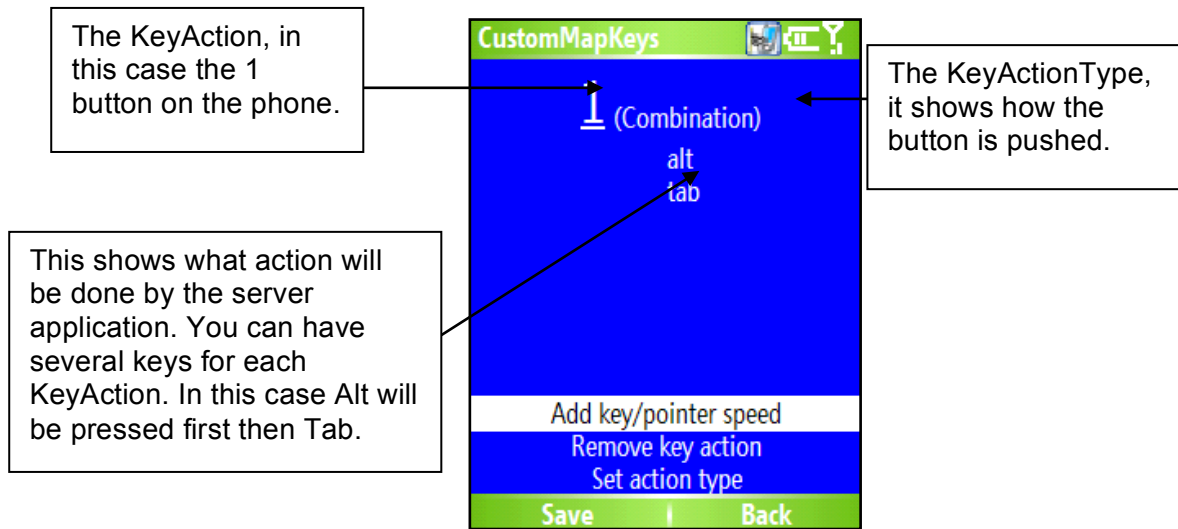 The KeyAction, in
this case the 1
button on the phone.
This shows what action will
be done by the server
application. You can have
several keys for each
KeyAction. In this case Alt will
be pressed first then Tab.
CustomMapKeys
1 (Combination)
alt
tab
Add key/pointer speed
Remove key action
Set action type
Save
Back
The KeyActionType,
it shows how the
button is pushed.